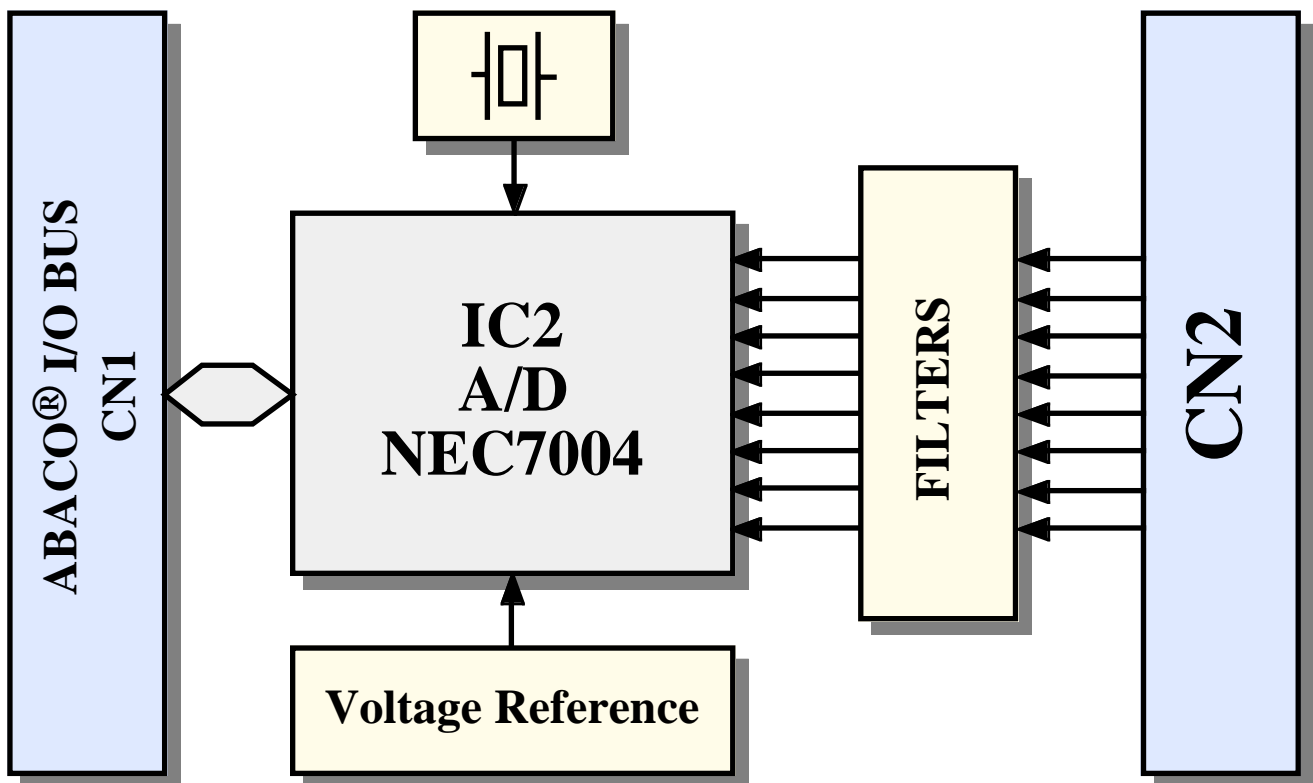 ABACO® I/O BUS
CN1
IC2
A/D
NEC7004
FILTERS
CN2
Voltage Reference